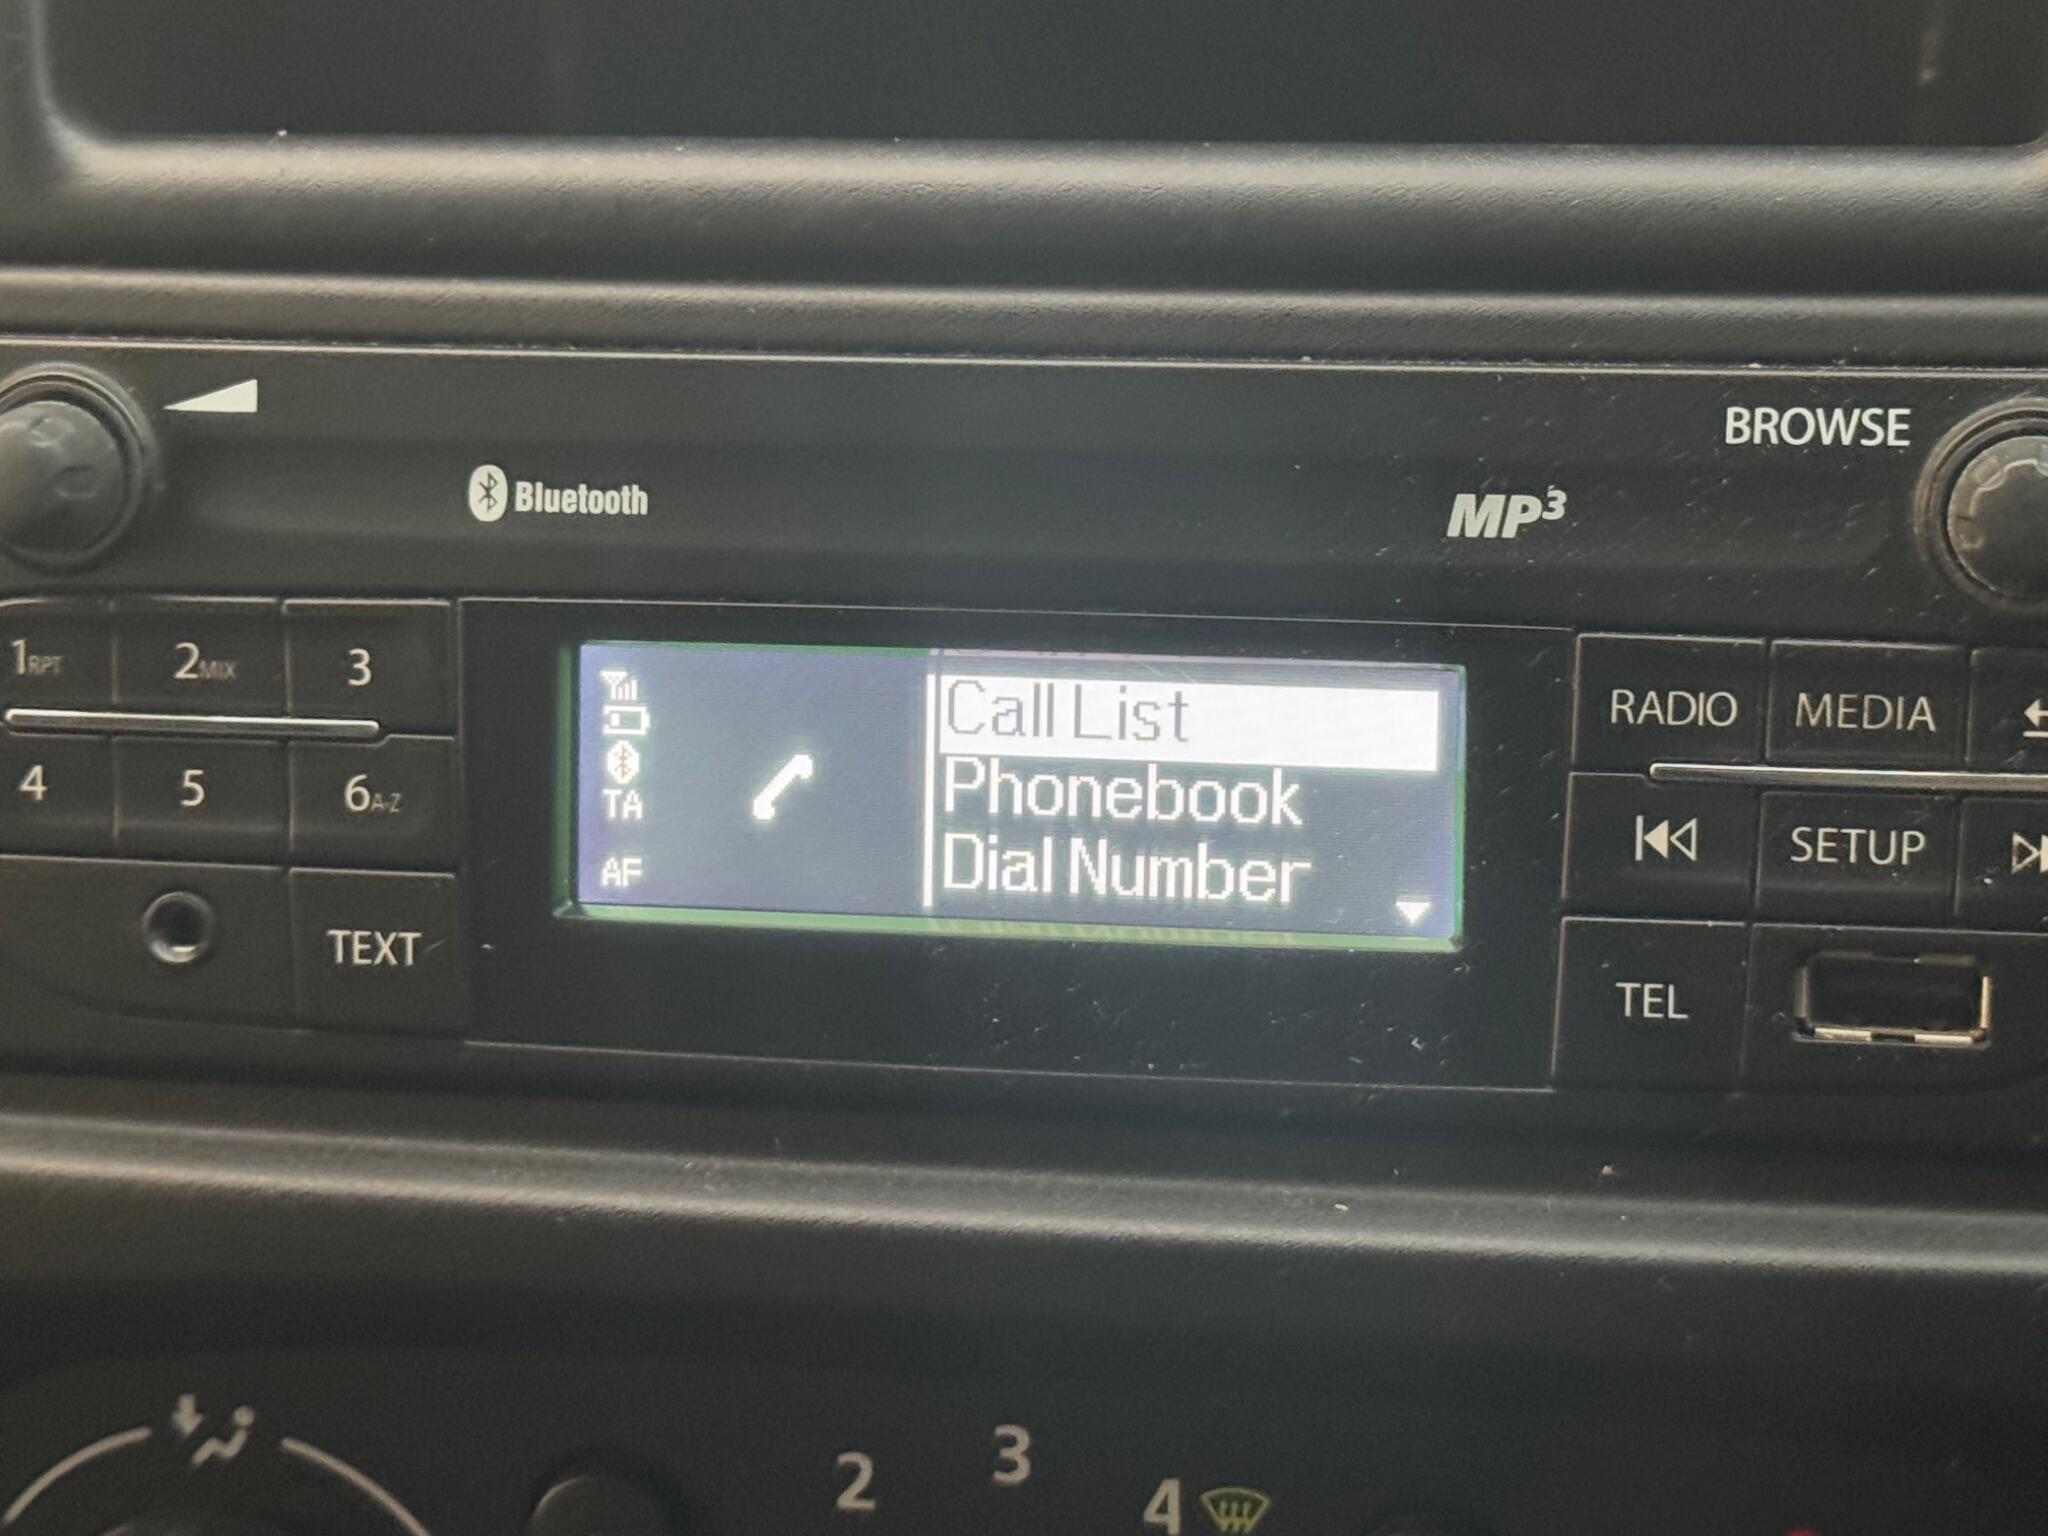 BROWSE
Bluetooth
MP3
1RPT 2MIX 3
Call List
RADIO MEDIA
Phonebook
4 5 6A-Z
TA
SETUP
Dial Number
AF
TEXT
TEL
2 3 4